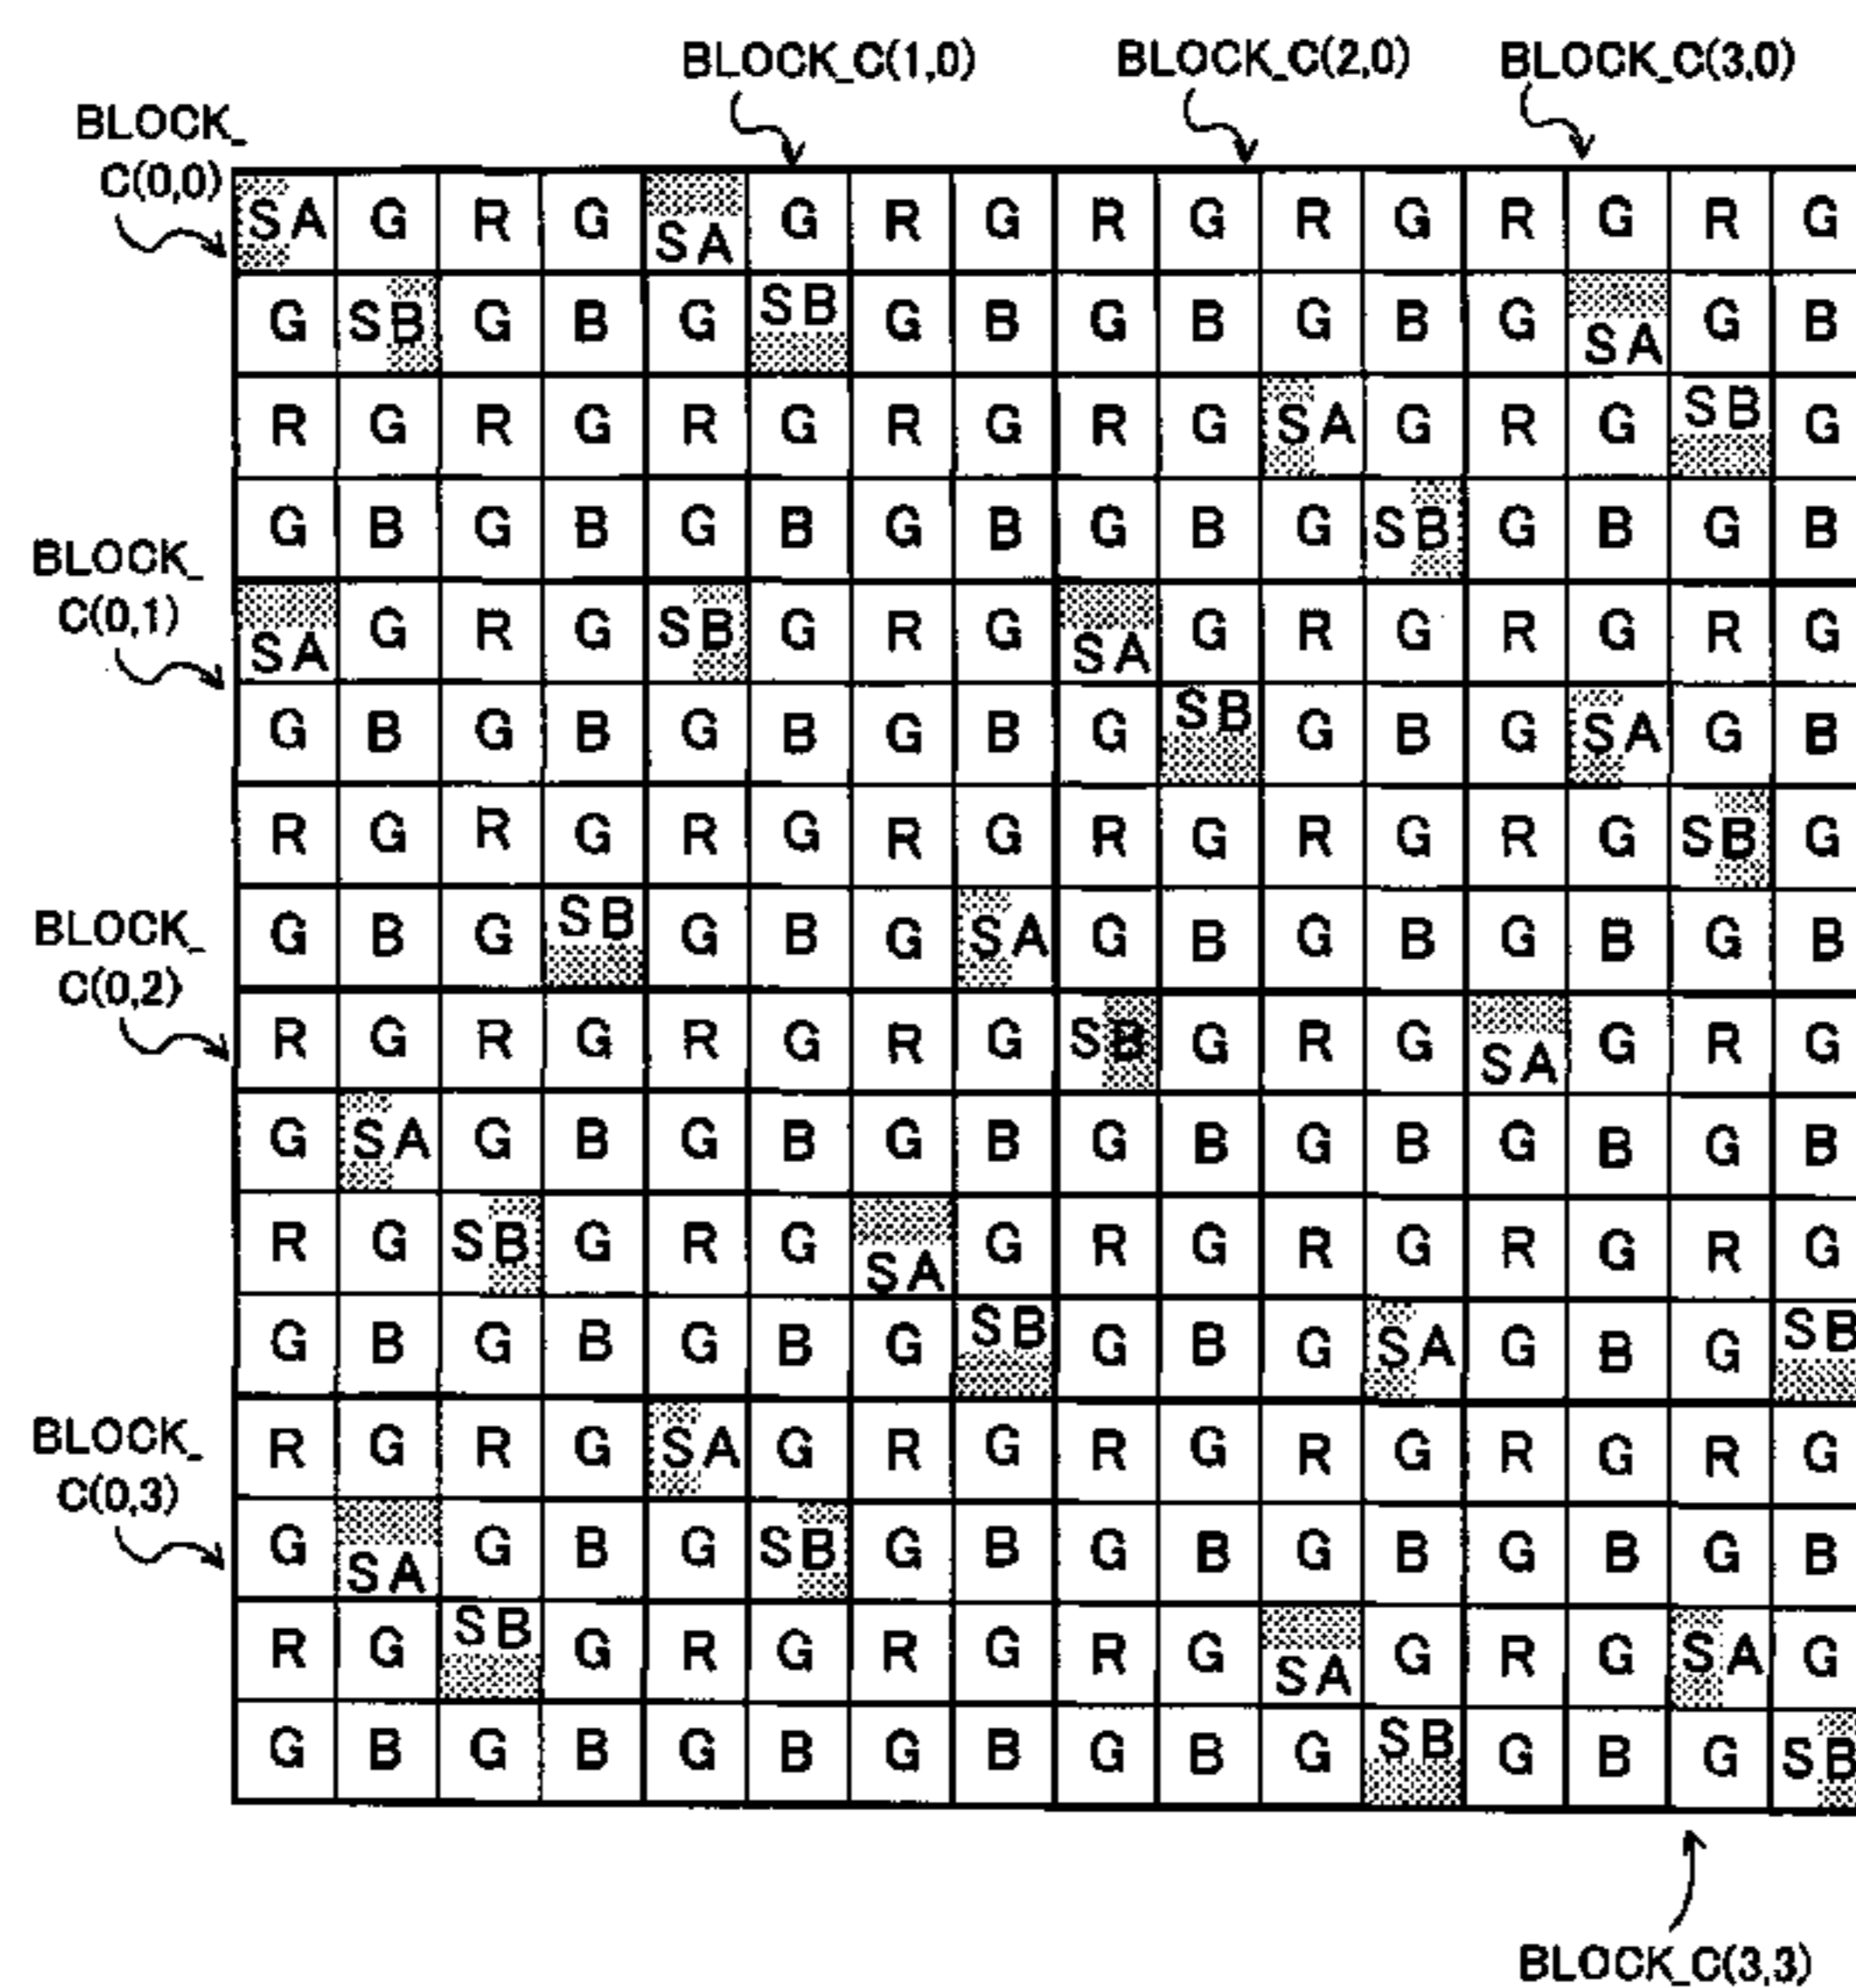 BLOCK_C(1,0) BLOCK_C(2,0) BLOCK_C(3,0)
BLOCK_
C(0,0)
SA G R G SA G R G R G R G R G R G
G SB G B G SB G B G B G B G SA G B
R G R G R G R G R G SA G R G SB G
G B G B G B G B G B G SB G B G B
BLOCK_
C(0,1)
SA G R G SB G R G SA G R G R G R G
G B G B G B G B G SB G B G SA G B
R G R G R G R G R G R G R G SB G
G B G SB G B G SA G B G B G B G B
BLOCK_
C(0,2)
R G R G R G R G SB G R G SA G R G
G SA G B G B G B G B G B G B G B
R G SB G R G SA G R G R G R G R G
G B G B G B G SB G B G SA G B G SB
BLOCK_
C(0,3)
R G R G SA G R G R G R G R G R G
G SA G B G SB G B G B G B G B G B
R G SB G R G R G R G SA G R G SA G
G B G B G B G B G B G SB G B G SB
BLOCK_C(3,3)